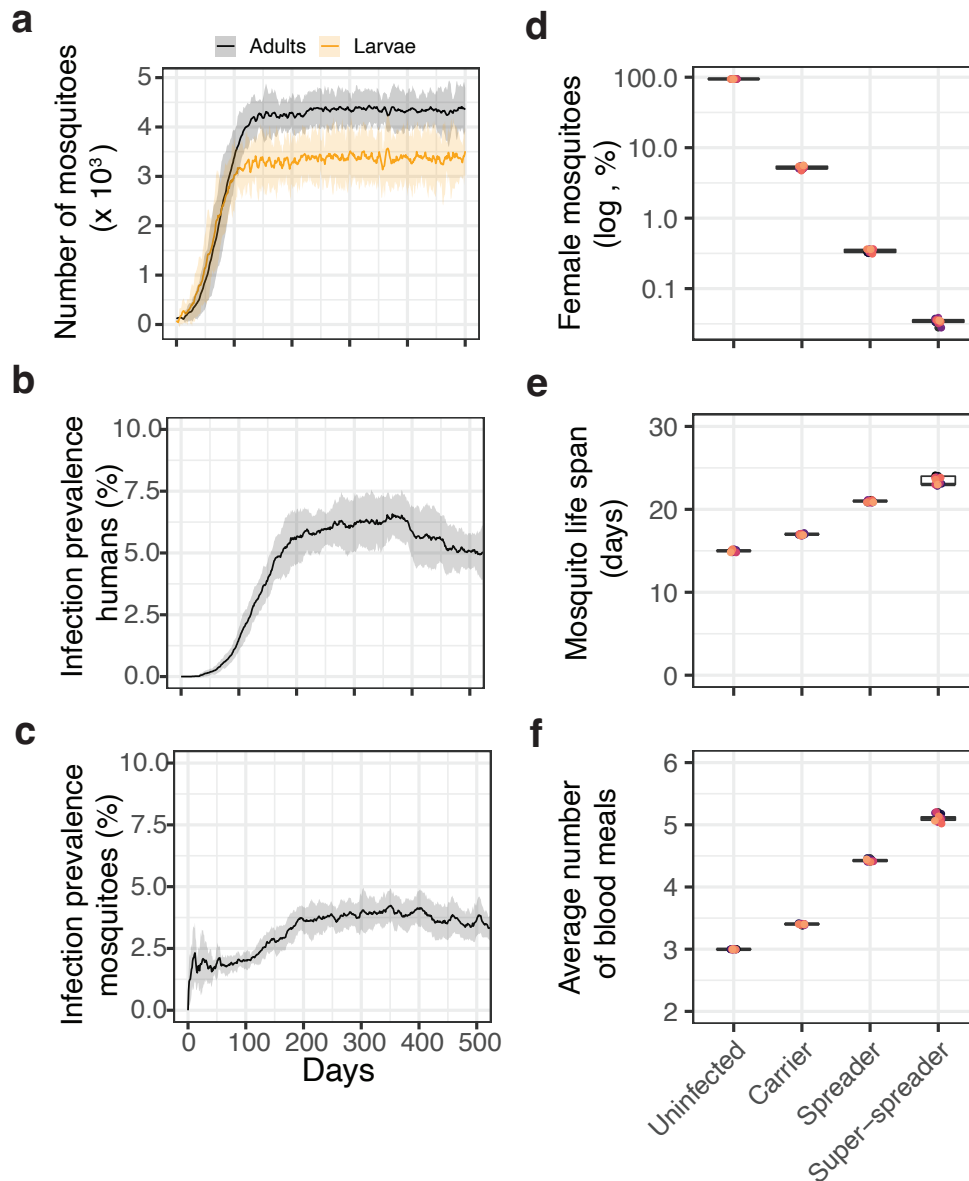 a
Adults Larvae
Number of mosquitoes
(x 10³)
5
4
3
2
1
0
b
Infection prevalence
humans (%)
10.0
7.5
5.0
2.5
0.0
c
Infection prevalence
mosquitoes (%)
10.0
7.5
5.0
2.5
0.0
0 100 200 300 400 500
Days
d
Female mosquitoes
(log , %)
100.0
10.0
1.0
0.1
e
Mosquito life span
(days)
30
20
10
0
f
Average number
of blood meals
6
5
4
3
2
Uninfected
Carrier
Spreader
Super-spreader